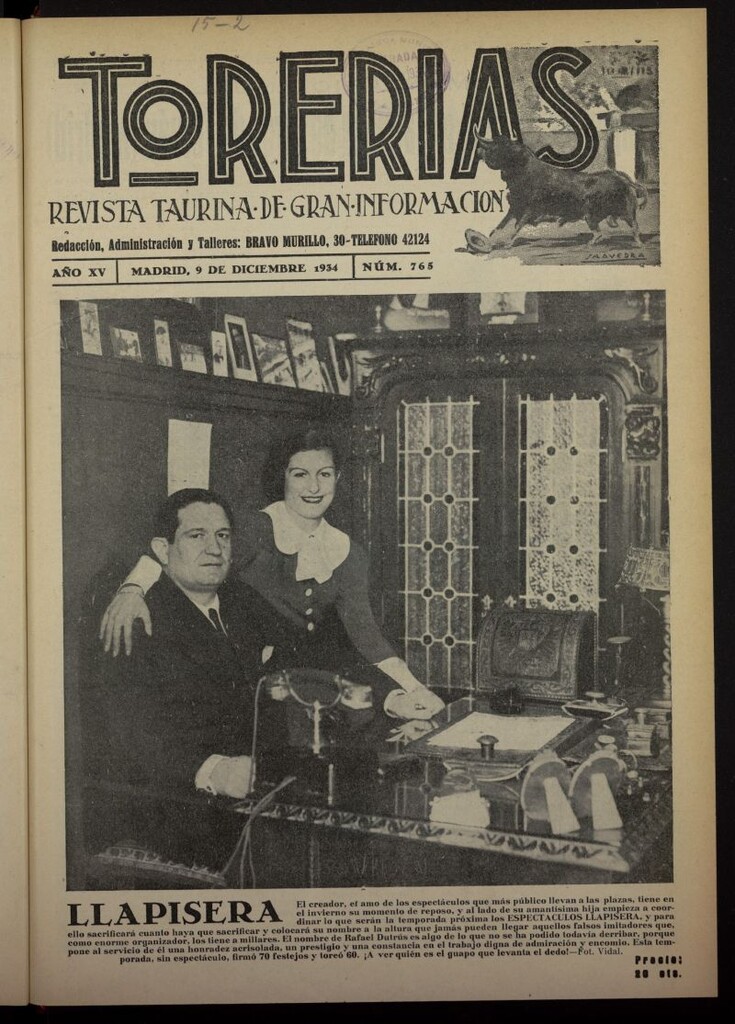 15-2
TORERIAS
REVISTA TAURINA·DE·GRAN·INFORMACION
SAAVEDRA
Redacción, Administración y Talleres: BRAVO MURILLO, 30-TELEFONO 42124
AÑO XV MADRID, 9 DE DICIEMBRE 1934 NÚM. 765
LLAPISERA
El creador, el amo de los espectáculos que más público llevan a las plazas, tiene en
el invierno su momento de reposo, y al lado de su amantísima hija empieza a coor-
dinar lo que serán la temporada próxima los ESPECTACULOS LLAPISERA, y para
ello sacrificará cuanto haya que sacrificar y colocará su nombre a la altura que jamás pueden llegar aquellos falsos imitadores que,
como enorme organizador, los tiene a millares. El nombre de Rafael Dutrús es algo de lo que no se ha podido todavía derribar, porque
pone al servicio de él una honradez acrisolada, un prestigio y una constancia en el trabajo digna de admiración y encomio. Esta tem-
porada, sin espectáculo, firmó 70 festejos y toreó 60. ¡A ver quién es el guapo que levanta el dedo!—Fot. Vidal.
Precio:
20 cts.